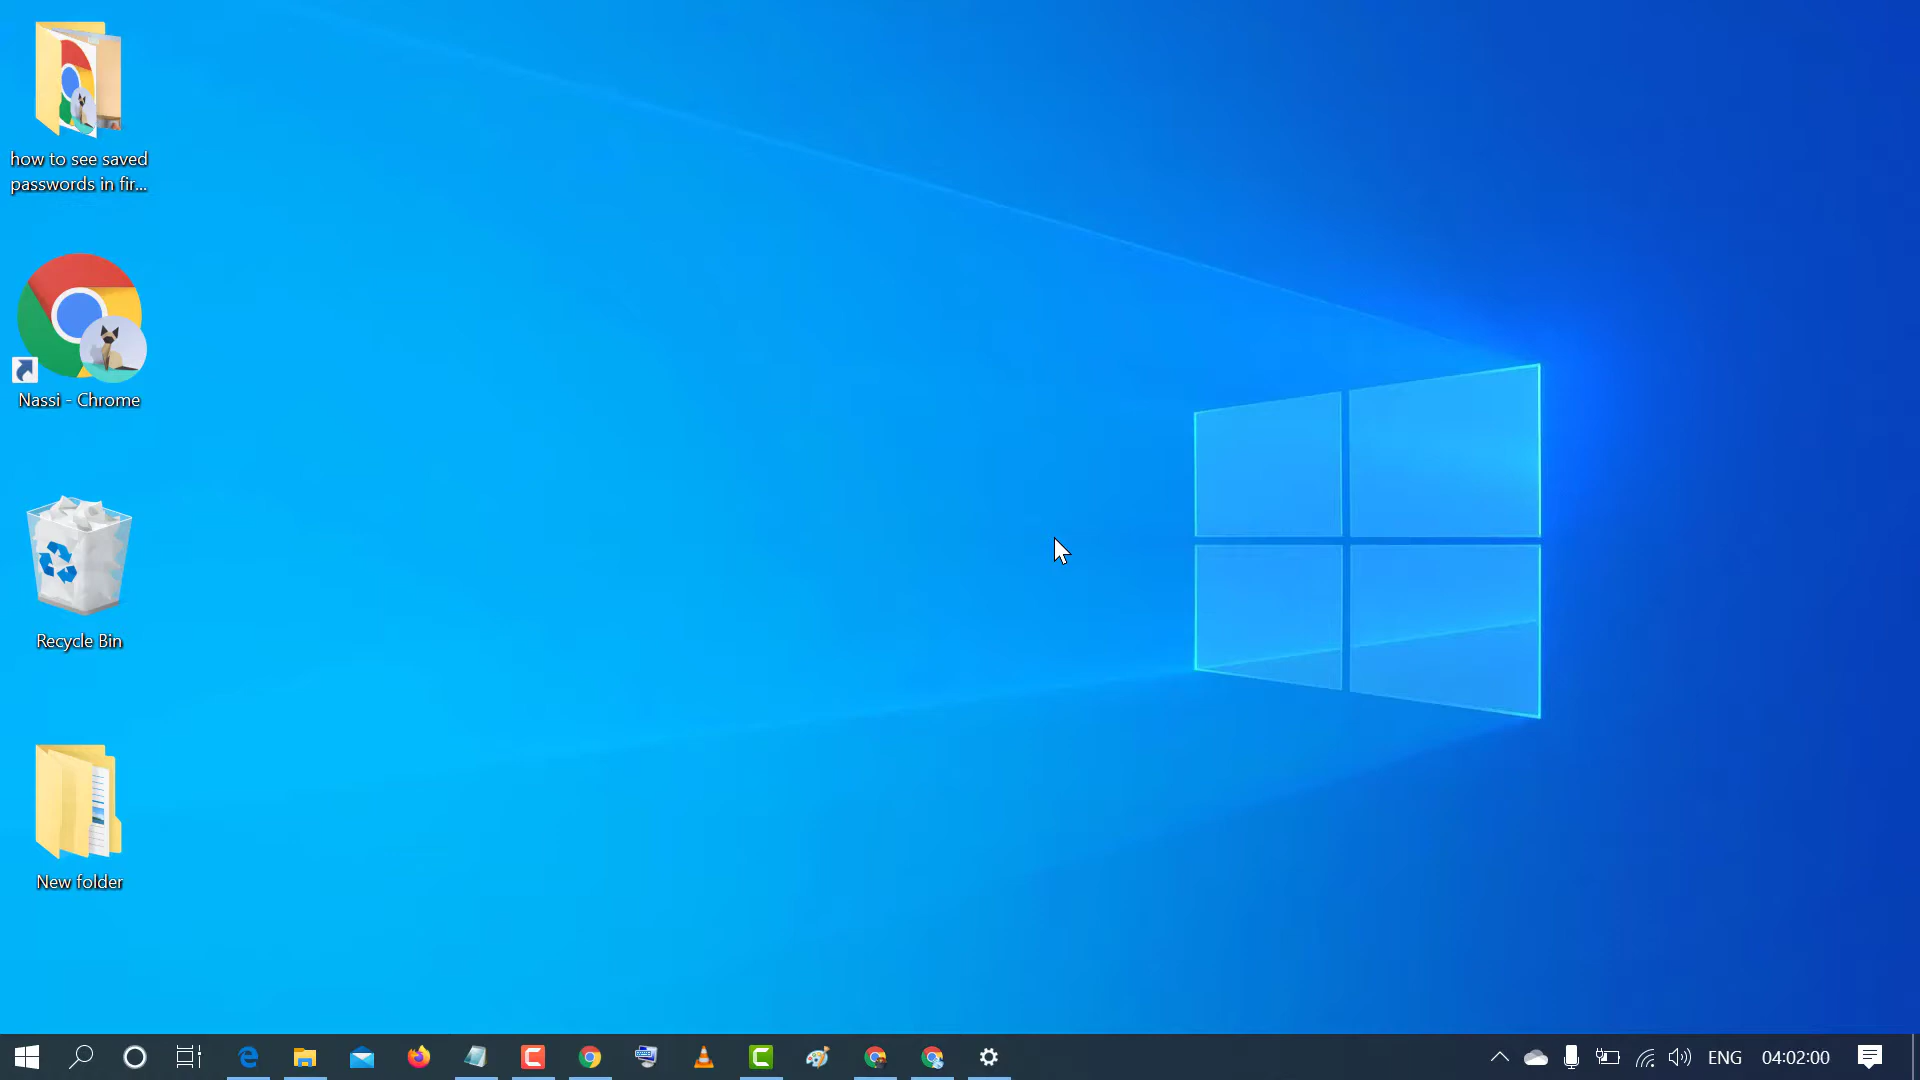 how to see saved
passwords in fir...
Nassi - Chrome
Recycle Bin
New folder
ENG
04:02:00